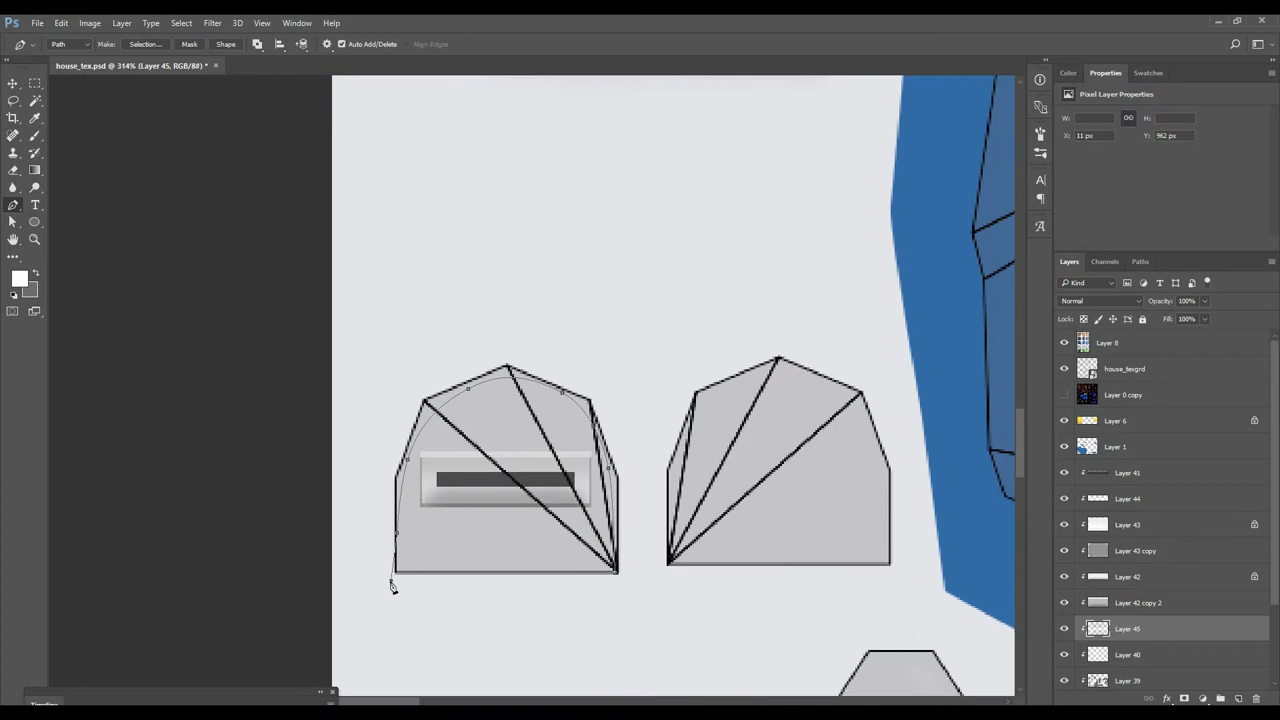 Ps File Edit Image Layer Type Select Filter 3D View Window Help
Path Make: Selection... Mask Shape Auto Add/Delete Align Edges
house_tex.psd @ 314% (Layer 45, RGB/8#) * ×
Color Properties Swatches
Pixel Layer Properties
W: H:
X: 11 px Y: 962 px
Layers Channels Paths
Kind
Normal Opacity: 100%
Lock: Fill: 100%
Layer 8
house_texgrd
Layer 0 copy
Layer 6
Layer 1
Layer 41
Layer 44
Layer 43
Layer 43 copy
Layer 42
Layer 42 copy 2
Layer 45
Layer 40
Layer 39
Timeline